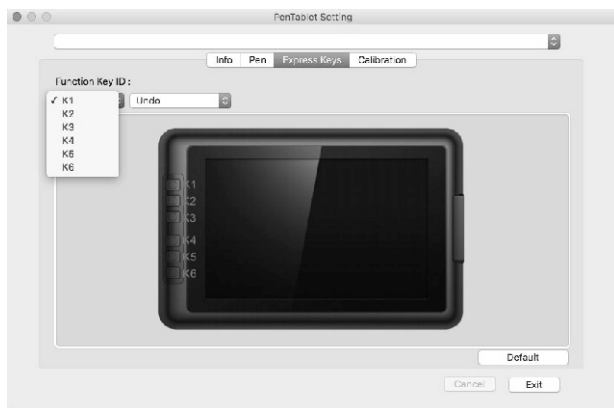 PenTablet Setting
Info Pen Express Keys Calibration
Function Key ID :
✓ K1 Undo
K2
K3
K4
K5
K6
K1
K2
K3
K4
K5
K6
Default
Cancel Exit